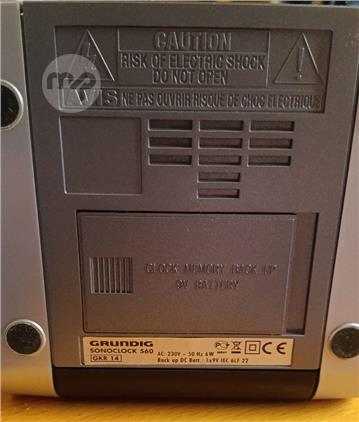 CAUTION
RISK OF ELECTRIC SHOCK
DO NOT OPEN
AVIS NE PAS OUVRIR RISQUE DE CHOC ELECTRIQUE
CLOCK MEMORY BACK UP
9V BATTERY
GRUNDIG
SONOCLOCK 560
GKR 14
AC: 230V ~ 50 Hz 6W
Back up DC Batt: 1x9V IEC 6LF 22
CE